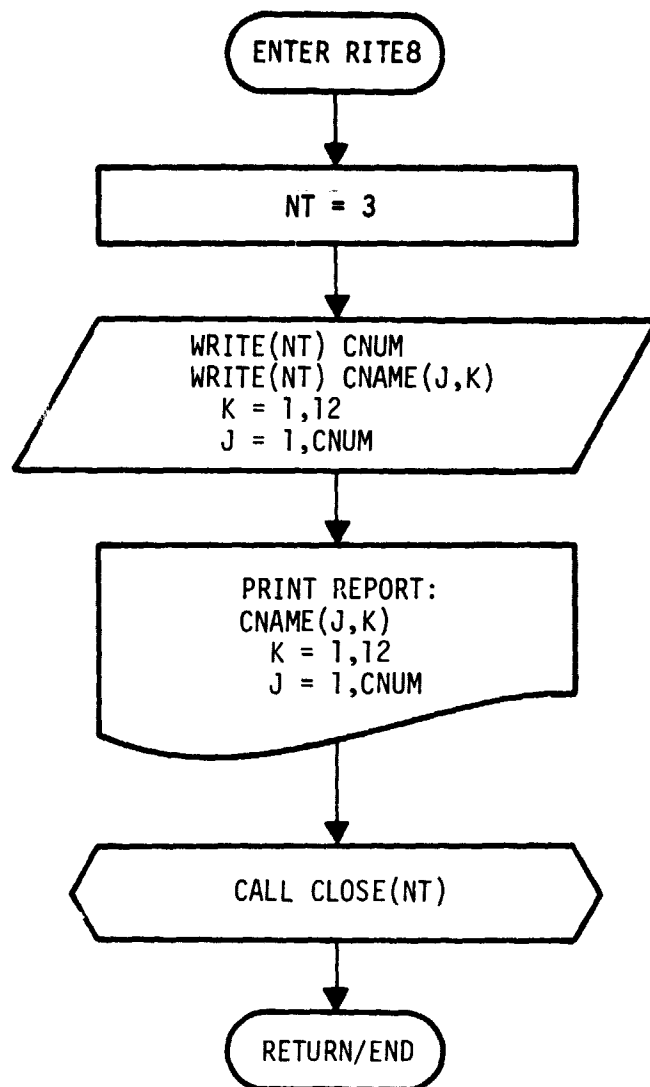 ENTER RITE8
NT = 3
WRITE(NT) CNUM
WRITE(NT) CNAME(J,K)
K = 1,12
J = 1,CNUM
PRINT REPORT:
CNAME(J,K)
K = 1,12
J = 1,CNUM
CALL CLOSE(NT)
RETURN/END